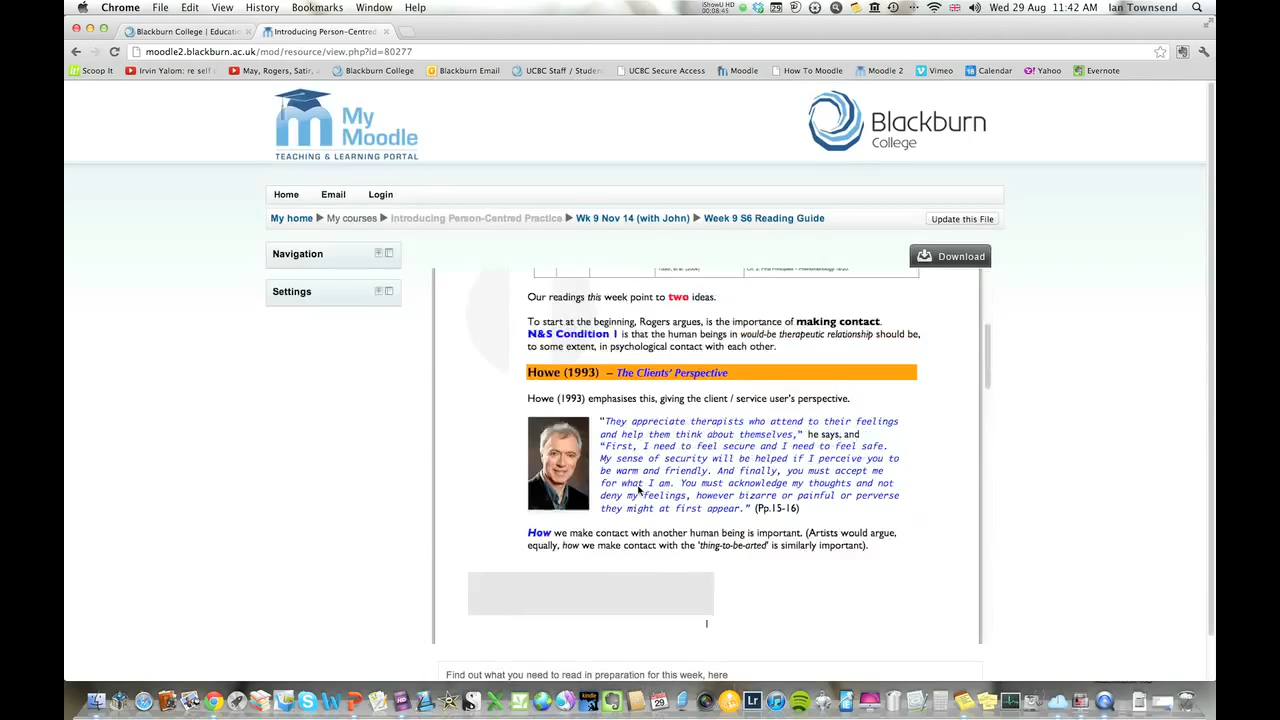 Chrome File Edit View History Bookmarks Window Help iShowU HD 00:08:45 Wed 29 Aug 11:42 AM Ian Townsend
Blackburn College | Educatio Introducing Person-Centred
moodle2.blackburn.ac.uk/mod/resource/view.php?id=80277
Scoop It Irvin Yalom: re self May, Rogers, Satir, Blackburn College Blackburn Email UCBC Staff / Studen UCBC Secure Access Moodle How To Moodle Moodle 2 Vimeo Calendar Yahoo Evernote
My
Moodle
TEACHING & LEARNING PORTAL
Blackburn
College
Home Email Login
My home ▶ My courses ▶ Introducing Person-Centred Practice ▶ Wk 9 Nov 14 (with John) ▶ Week 9 S6 Reading Guide Update this File
Navigation
Download
Settings
Our readings this week point to two ideas.
To start at the beginning, Rogers argues, is the importance of making contact.
N&S Condition 1 is that the human beings in would-be therapeutic relationship should be,
to some extent, in psychological contact with each other.
Howe (1993) – The Clients' Perspective
Howe (1993) emphasises this, giving the client / service user's perspective.
"They appreciate therapists who attend to their feelings
and help them think about themselves," he says, and
"First, I need to feel secure and I need to feel safe.
My sense of security will be helped if I perceive you to
be warm and friendly. And finally, you must accept me
for what I am. You must acknowledge my thoughts and not
deny my feelings, however bizarre or painful or perverse
they might at first appear." (Pp.15-16)
How we make contact with another human being is important. (Artists would argue,
equally, how we make contact with the 'thing-to-be-arted' is similarly important).
1
Find out what you need to read in preparation for this week, here